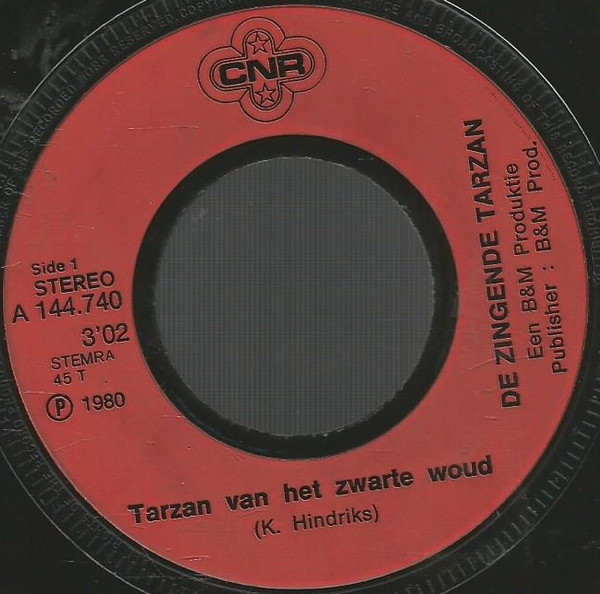 CNR
Side 1
STEREO
A 144.740
3'02
STEMRA
45 T
Ⓟ 1980
DE ZINGENDE TARZAN
Een B&M Produktie
Publisher : B&M Prod.
Tarzan van het zwarte woud
(K. Hindriks)